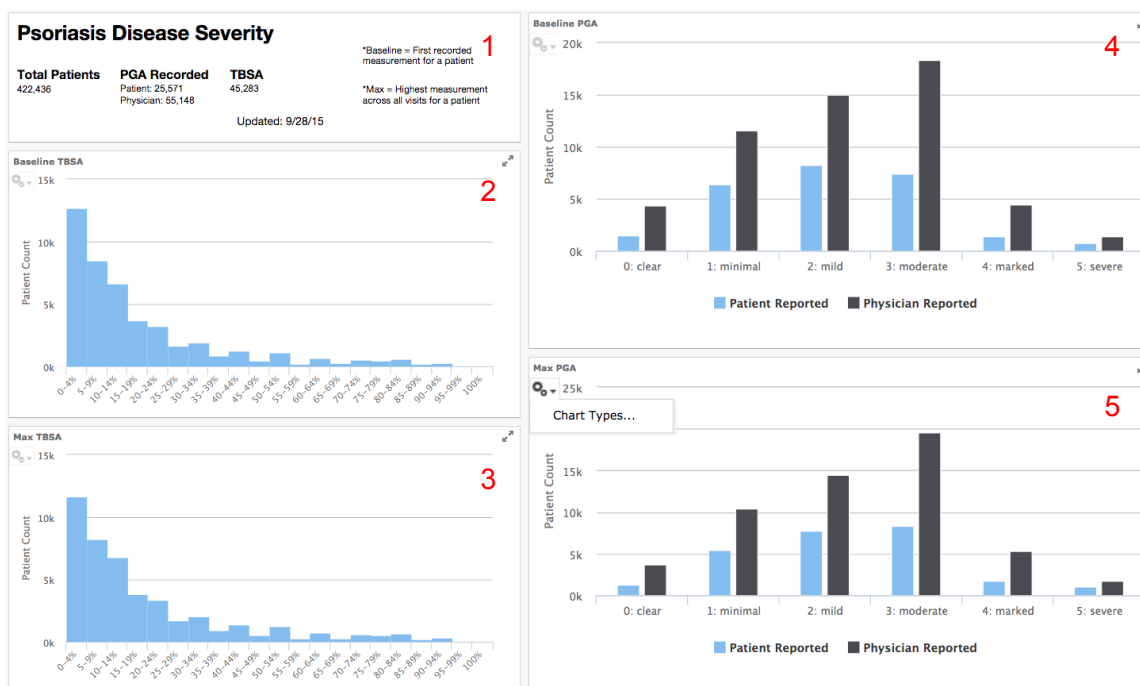 Psoriasis Disease Severity
1
*Baseline = First recorded
measurement for a patient
Total Patients
422,436
PGA Recorded
Patient: 25,571
Physician: 55,148
TBSA
45,283
*Max = Highest measurement
across all visits for a patient
Updated: 9/28/15
Baseline TBSA
2
15k
10k
5k
0k
Patient Count
0-4%
5-9%
10-14%
15-19%
20-24%
25-29%
30-34%
35-39%
40-44%
45-49%
50-54%
55-59%
60-64%
65-69%
70-74%
75-79%
80-84%
85-89%
90-94%
95-99%
100%
Max TBSA
3
15k
10k
5k
0k
Patient Count
0-4%
5-9%
10-14%
15-19%
20-24%
25-29%
30-34%
35-39%
40-44%
45-49%
50-54%
55-59%
60-64%
65-69%
70-74%
75-79%
80-84%
85-89%
90-94%
95-99%
100%
Baseline PGA
4
20k
15k
10k
5k
0k
Patient Count
0: clear
1: minimal
2: mild
3: moderate
4: marked
5: severe
Patient Reported
Physician Reported
Max PGA
5
25k
Chart Types...
15k
10k
5k
0k
Patient Count
0: clear
1: minimal
2: mild
3: moderate
4: marked
5: severe
Patient Reported
Physician Reported